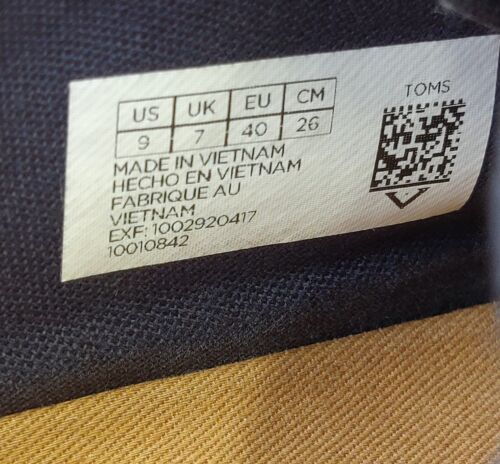 US UK EU CM
9 7 40 26
MADE IN VIETNAM
HECHO EN VIETNAM
FABRIQUE AU
VIETNAM
EXF: 1002920417
10010842
TOMS